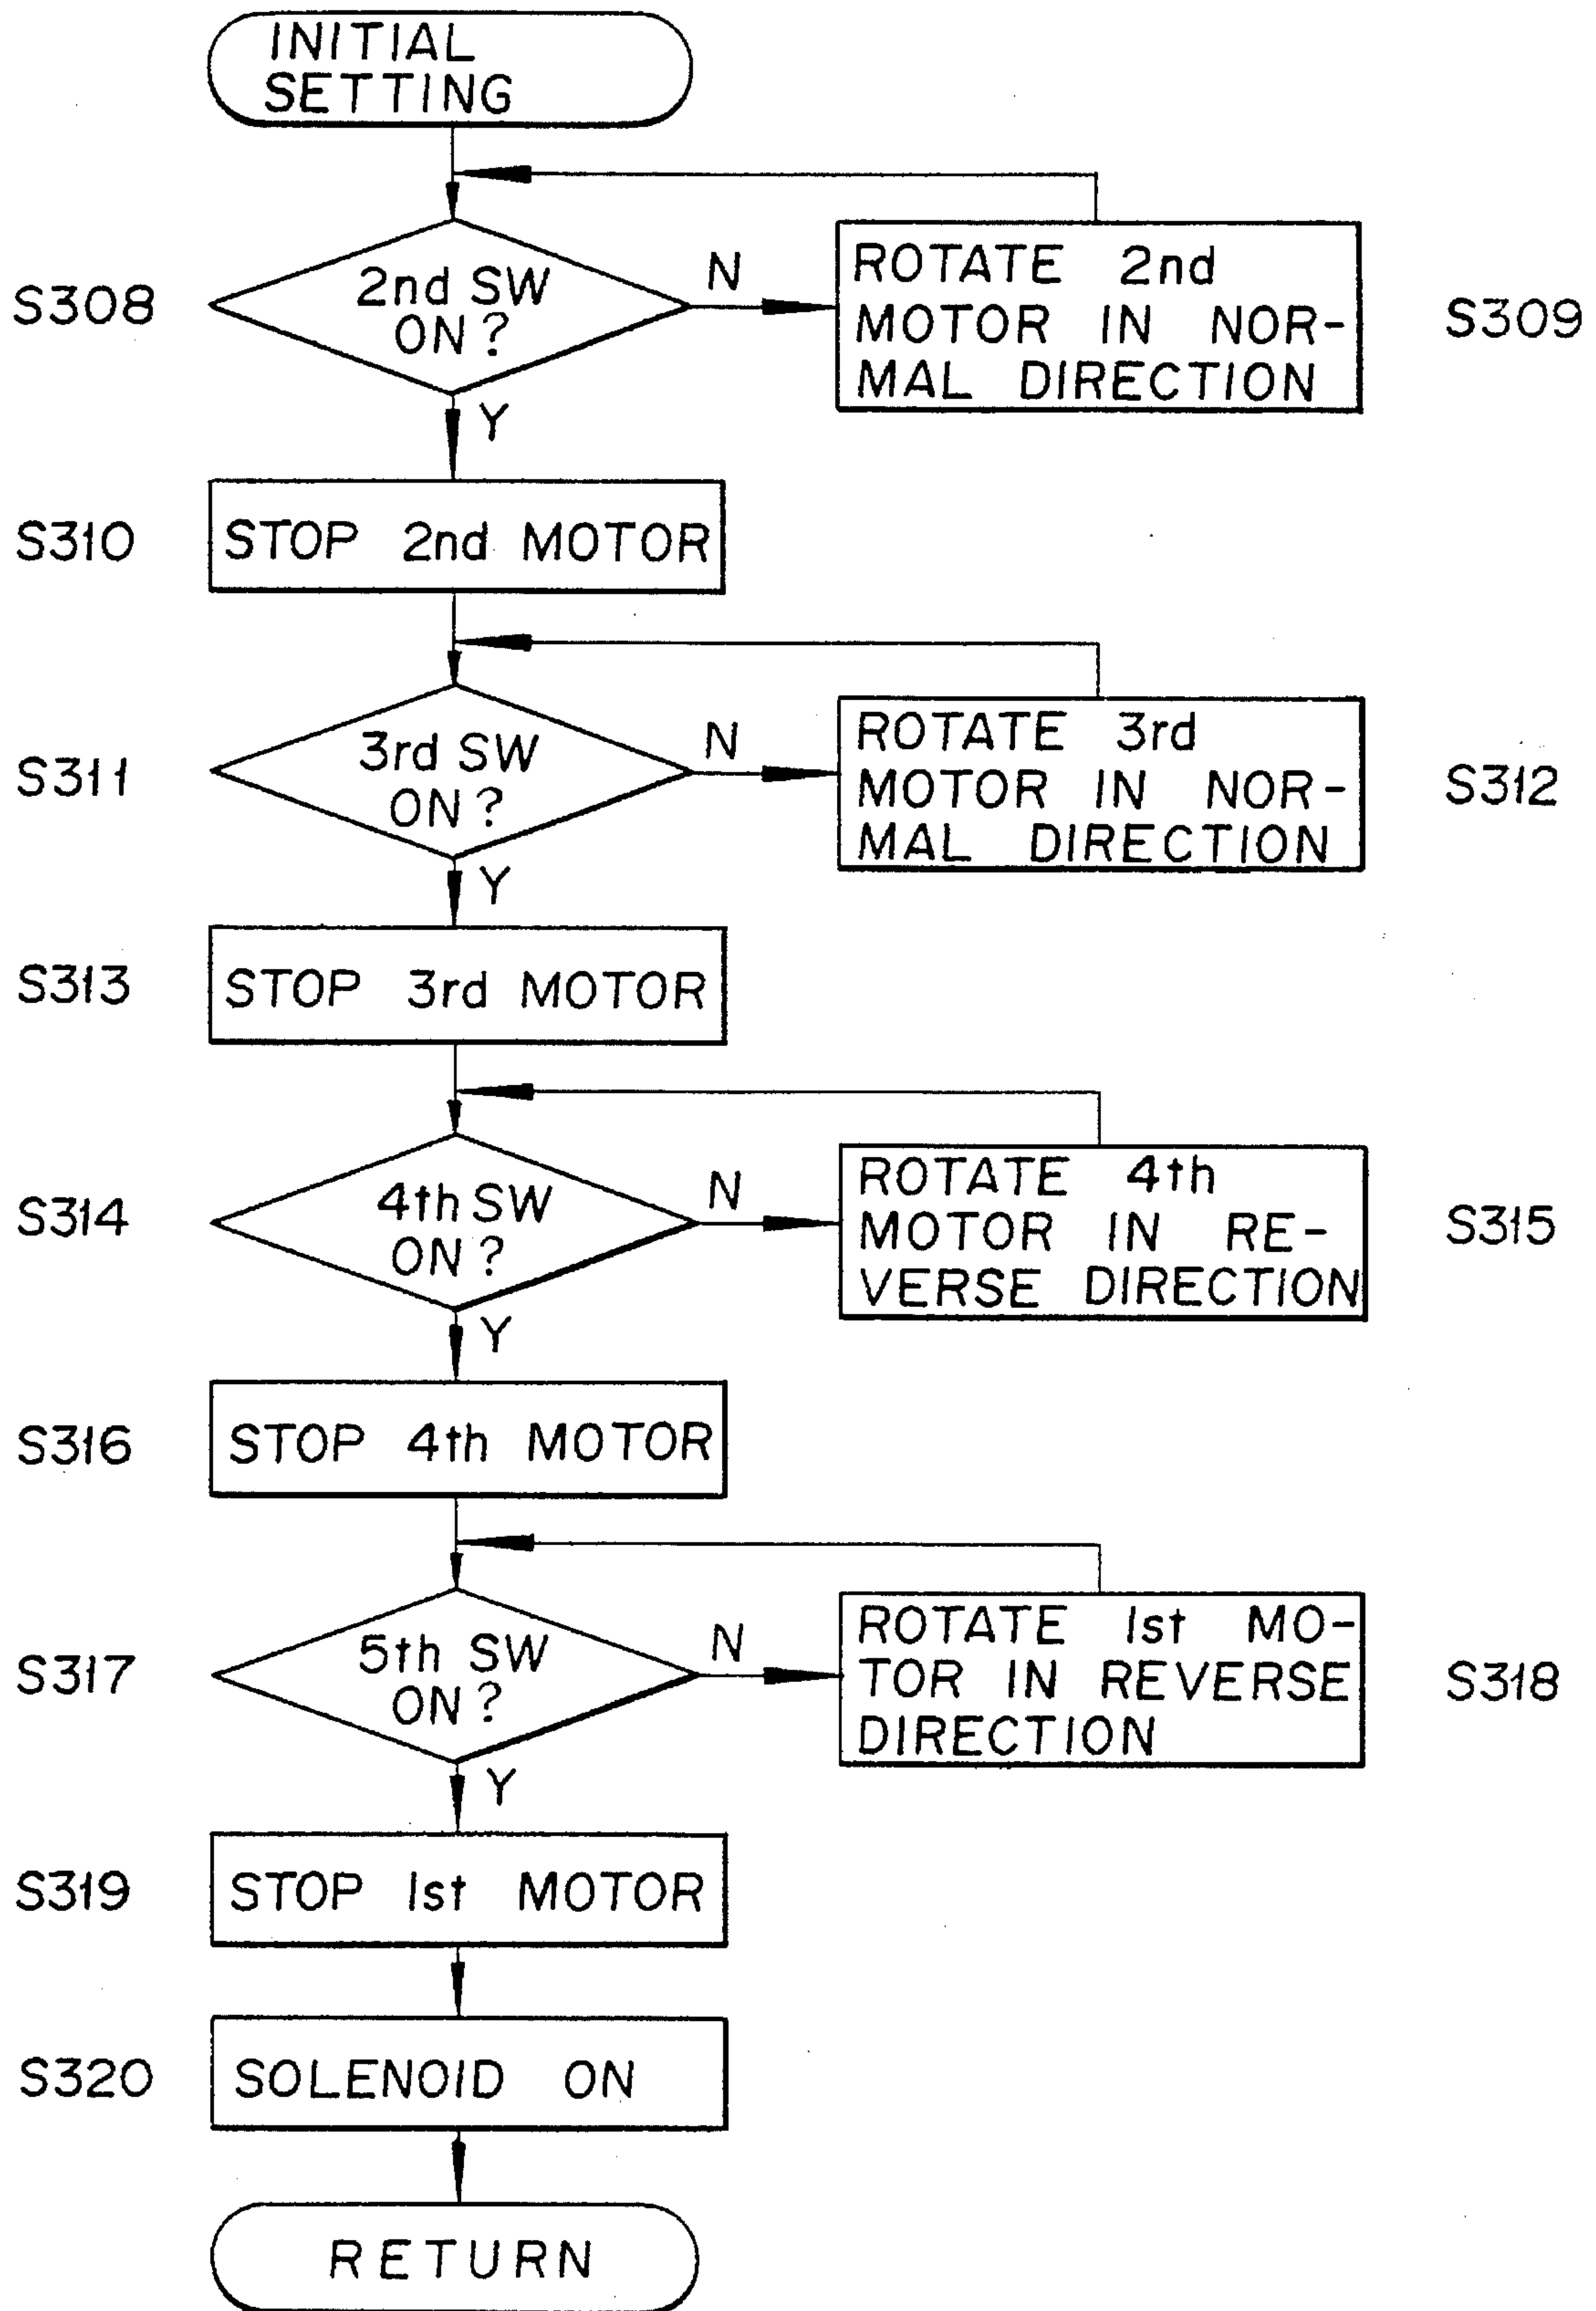 INITIAL
SETTING
S308
2nd SW
ON?
N
ROTATE 2nd
MOTOR IN NOR-
MAL DIRECTION
S309
Y
S310
STOP 2nd MOTOR
S311
3rd SW
ON?
N
ROTATE 3rd
MOTOR IN NOR-
MAL DIRECTION
S312
Y
S313
STOP 3rd MOTOR
S314
4th SW
ON?
N
ROTATE 4th
MOTOR IN RE-
VERSE DIRECTION
S315
Y
S316
STOP 4th MOTOR
S317
5th SW
ON?
N
ROTATE 1st MO-
TOR IN REVERSE
DIRECTION
S318
Y
S319
STOP 1st MOTOR
S320
SOLENOID ON
RETURN